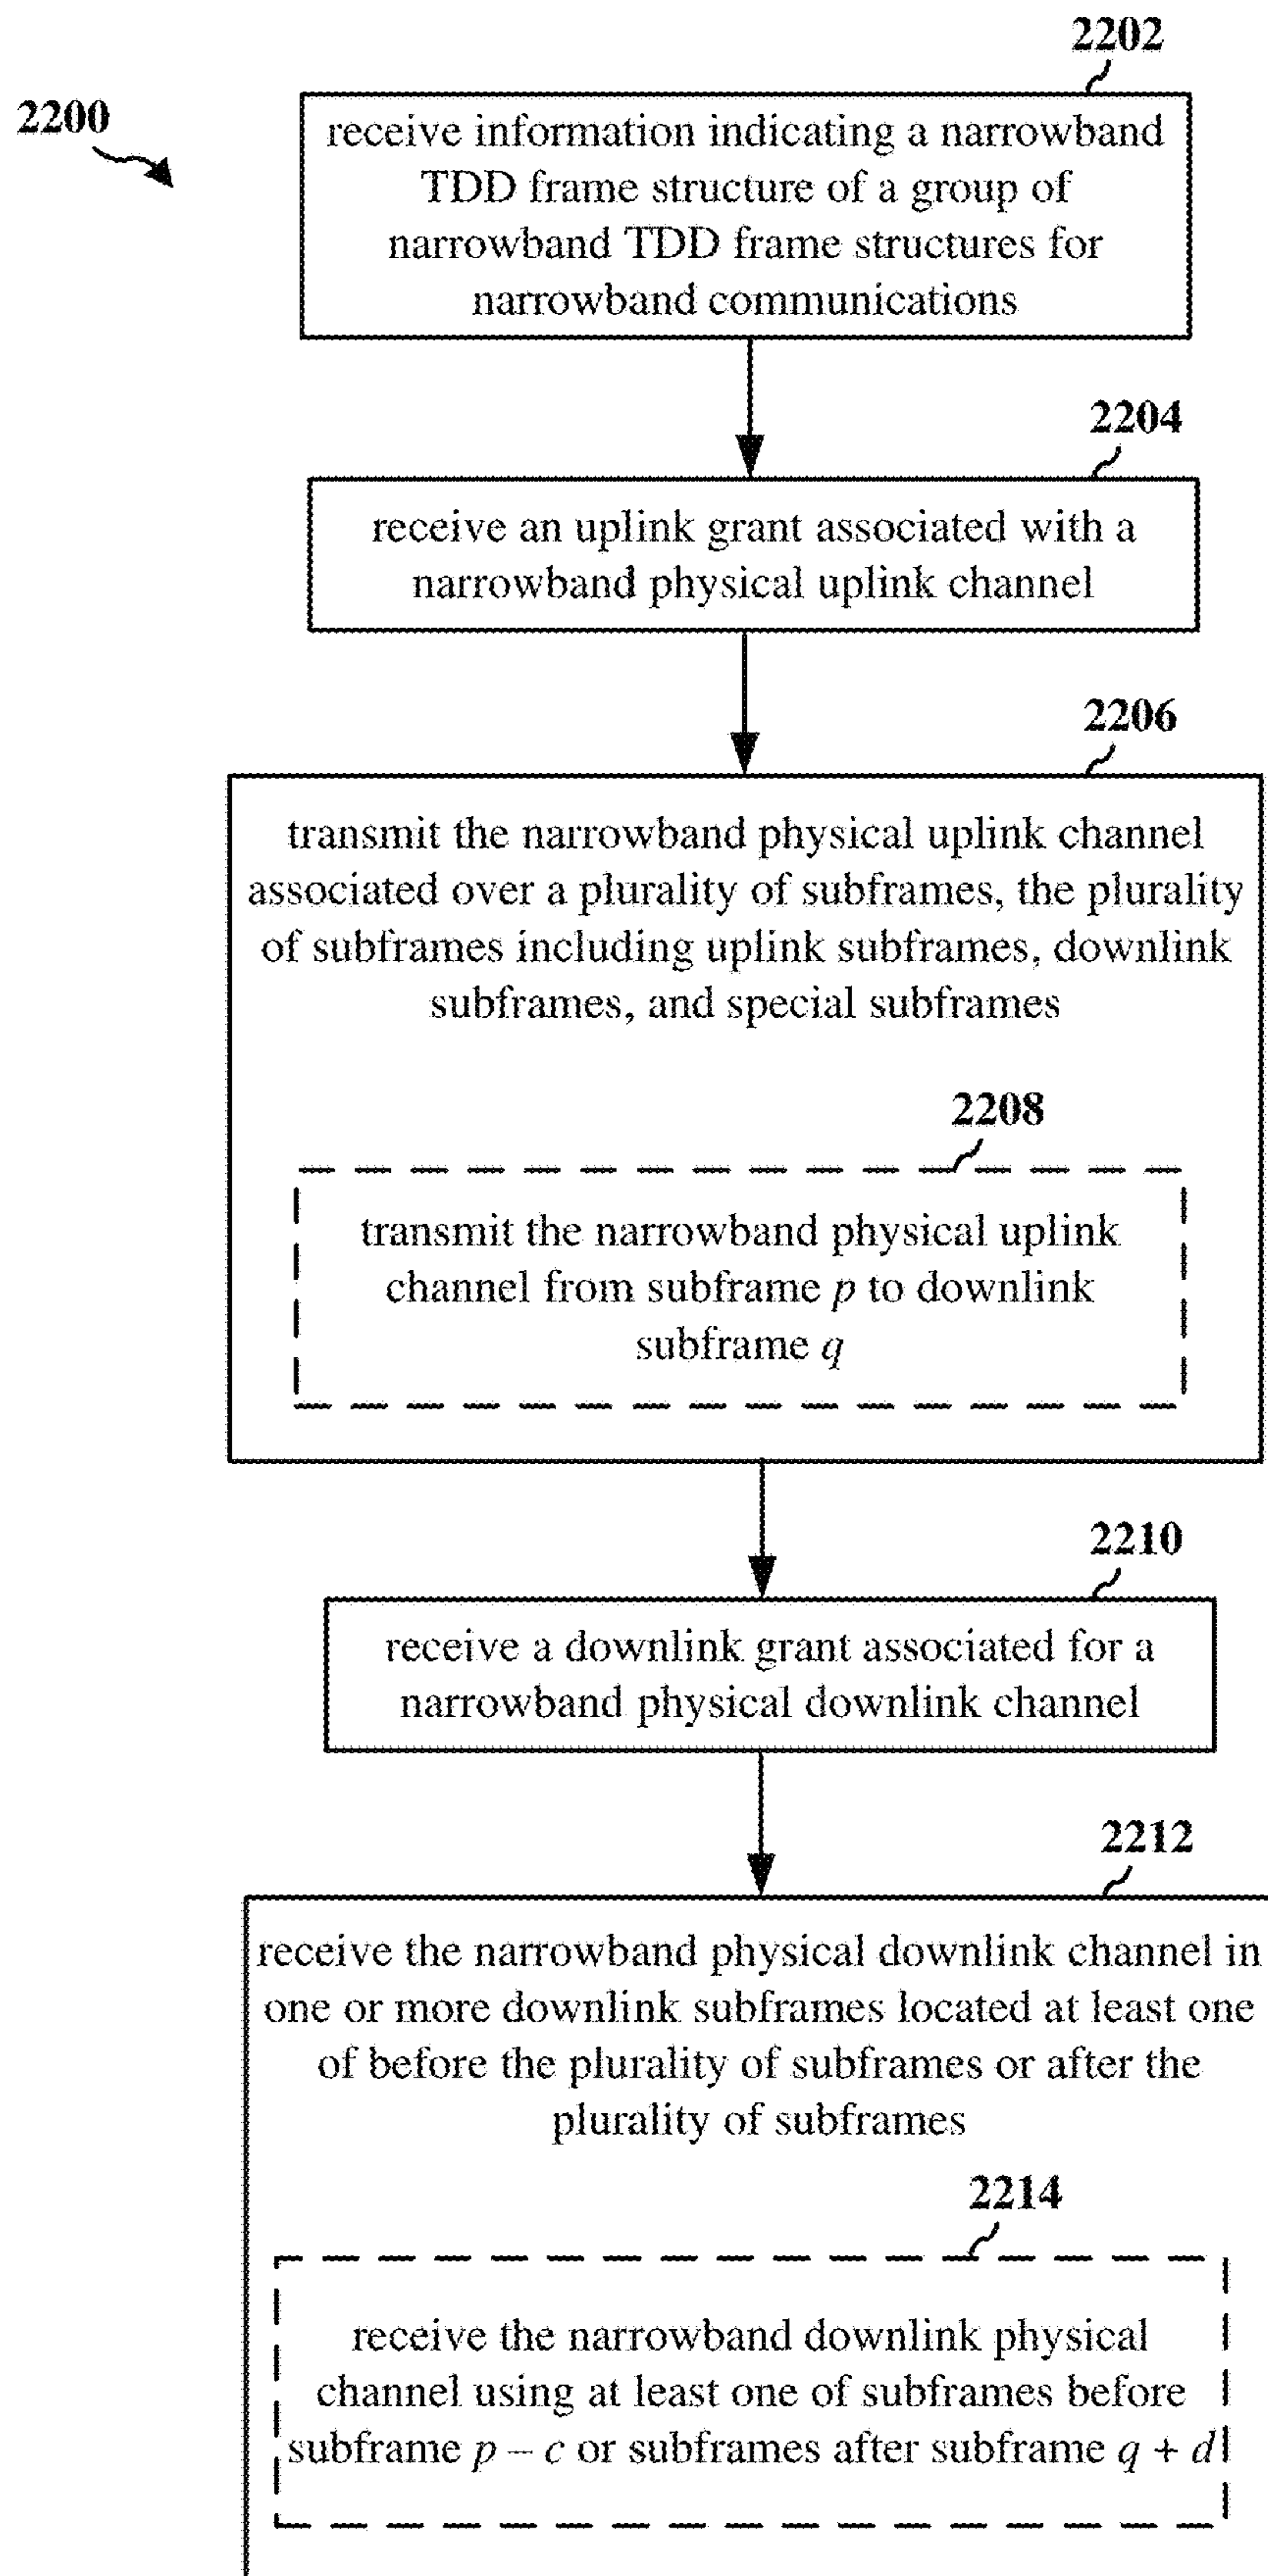 2202
2200
receive information indicating a narrowband
TDD frame structure of a group of
narrowband TDD frame structures for
narrowband communications
2204
receive an uplink grant associated with a
narrowband physical uplink channel
2206
transmit the narrowband physical uplink channel
associated over a plurality of subframes, the plurality
of subframes including uplink subframes, downlink
subframes, and special subframes
2208
transmit the narrowband physical uplink
channel from subframe p to downlink
subframe q
2210
receive a downlink grant associated for a
narrowband physical downlink channel
2212
receive the narrowband physical downlink channel in
one or more downlink subframes located at least one
of before the plurality of subframes or after the
plurality of subframes
2214
receive the narrowband downlink physical
channel using at least one of subframes before
subframe p – c or subframes after subframe q + d